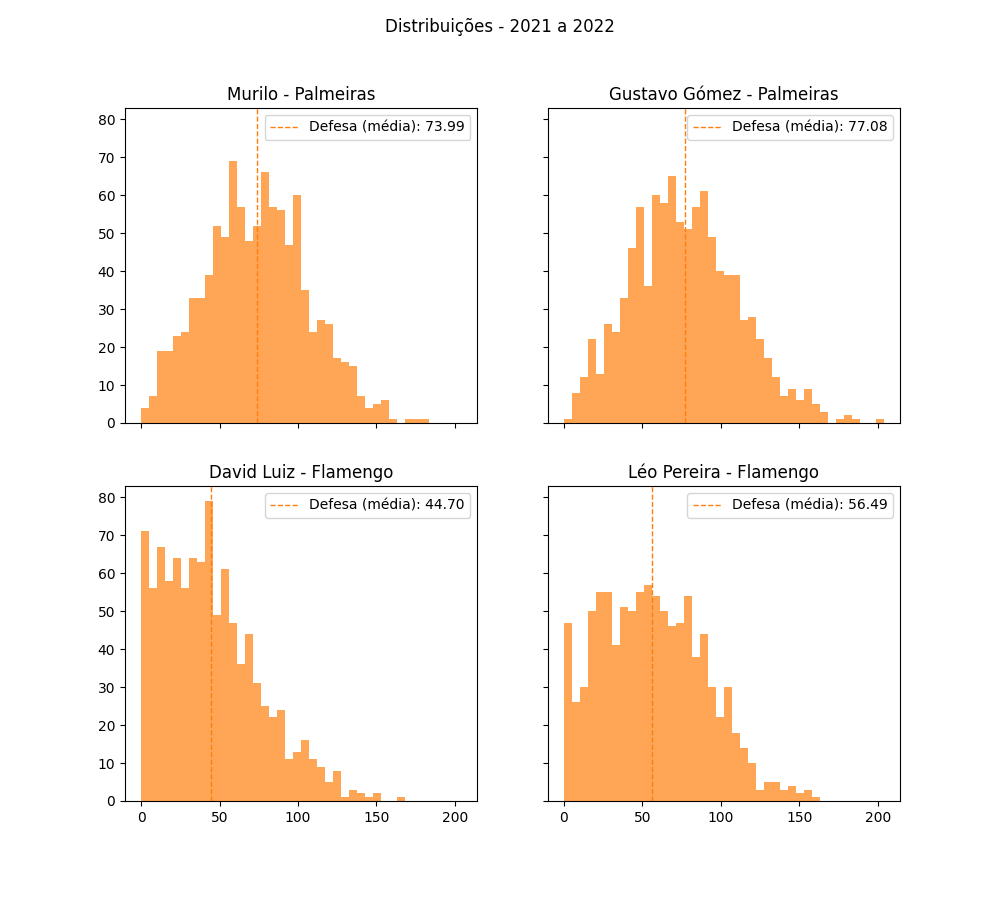 Distribuições - 2021 a 2022
Murilo - Palmeiras
Gustavo Gómez - Palmeiras
80
70
60
50
40
30
20
10
0
Defesa (média): 73.99
Defesa (média): 77.08
David Luiz - Flamengo
Léo Pereira - Flamengo
80
70
60
50
40
30
20
10
0
Defesa (média): 44.70
Defesa (média): 56.49
0 50 100 150 200
0 50 100 150 200